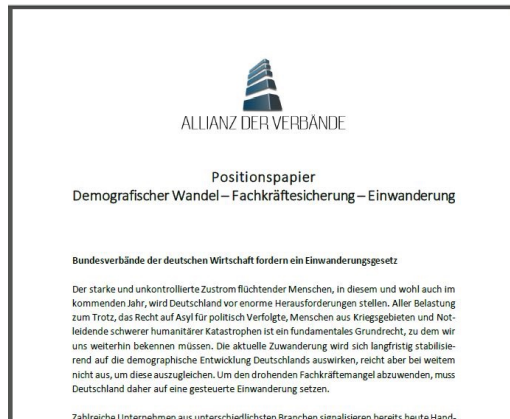 ALLIANZ DER VERBÄNDE
Positionspapier
Demografischer Wandel – Fachkräftesicherung – Einwanderung
Bundesverbände der deutschen Wirtschaft fordern ein Einwanderungsgesetz
Der starke und unkontrollierte Zustrom flüchtender Menschen, in diesem und wohl auch im
kommenden Jahr, wird Deutschland vor enorme Herausforderungen stellen. Aller Belastung
zum Trotz, das Recht auf Asyl für politisch Verfolgte, Menschen aus Kriegsgebieten und Not-
leidende schwerer humanitärer Katastrophen ist ein fundamentales Grundrecht, zu dem wir
uns weiterhin bekennen müssen. Die aktuelle Zuwanderung wird sich langfristig stabilisie-
rend auf die demographische Entwicklung Deutschlands auswirken, reicht aber bei weitem
nicht aus, um diese auszugleichen. Um den drohenden Fachkräftemangel abzuwenden, muss
Deutschland daher auf eine gesteuerte Einwanderung setzen.
Zahlreiche Unternehmen aus unterschiedlichsten Branchen signalisieren bereits heute Hand-